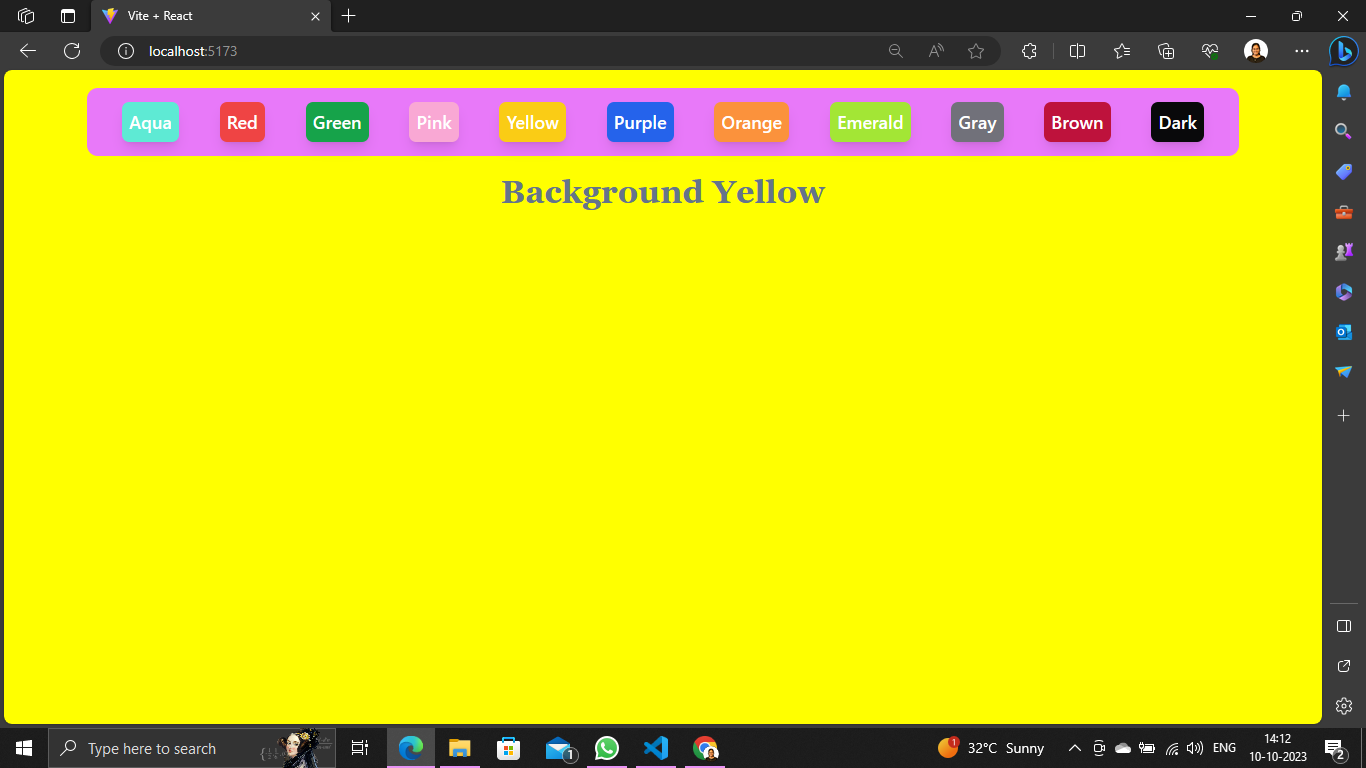 Vite + React
localhost:5173
Aqua Red Green Pink Yellow Purple Orange Emerald Gray Brown Dark
Background Yellow
Type here to search
1
1
32°C Sunny
ENG
14:12
10-10-2023
2